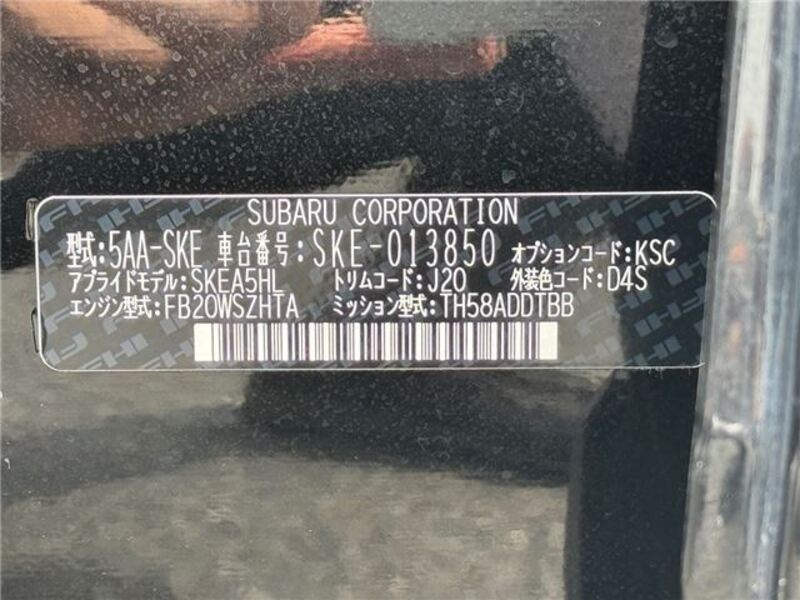 SUBARU CORPORATION
型式:5AA-SKE 車台番号:SKE-013850 オプションコード:KSC
アプライドモデル:SKEA5HL トリムコード:J20 外装色コード:D4S
エンジン型式:FB20WSZHTA ミッション型式:TH58ADDTBB